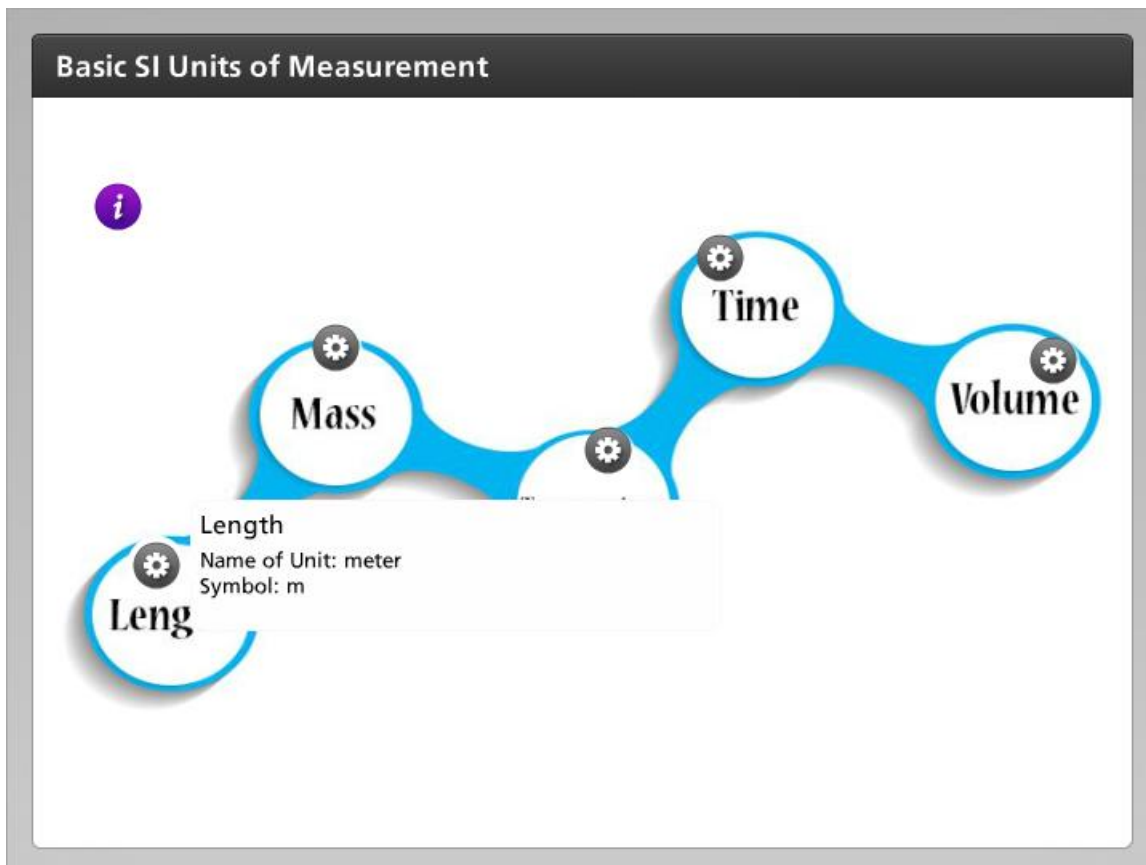 Basic SI Units of Measurement
i
Time
Mass
Volume
Length
Name of Unit: meter
Symbol: m
Leng